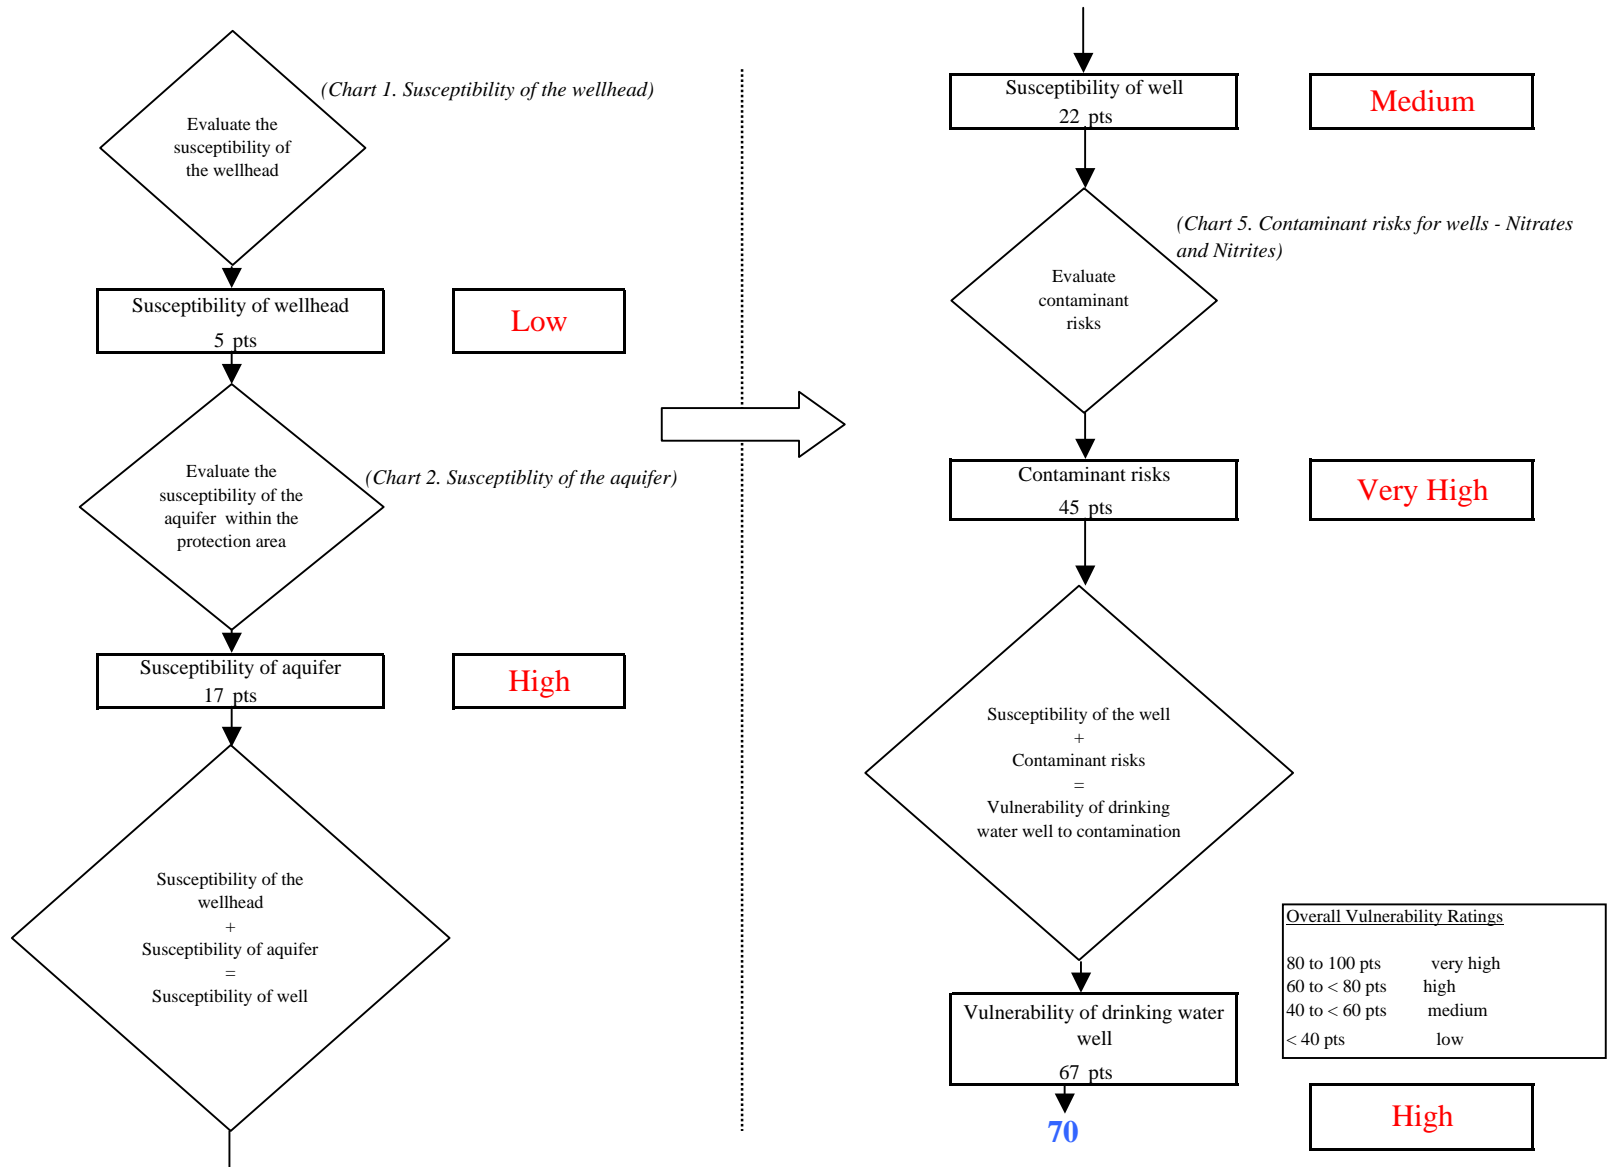 (Chart 1. Susceptibility of the wellhead)
Evaluate the
susceptibility of
the wellhead
Susceptibility of wellhead
5 pts
Low
Evaluate the
susceptibility of the
aquifer within the
protection area
(Chart 2. Susceptiblity of the aquifer)
Susceptibility of aquifer
17 pts
High
Susceptibility of the
wellhead
+
Susceptibility of aquifer
=
Susceptibility of well
Susceptibility of well
22 pts
Medium
(Chart 5. Contaminant risks for wells - Nitrates
and Nitrites)
Evaluate
contaminant
risks
Contaminant risks
45 pts
Very High
Susceptibility of the well
+
Contaminant risks
=
Vulnerability of drinking
water well to contamination
Overall Vulnerability Ratings
80 to 100 pts very high
60 to < 80 pts high
40 to < 60 pts medium
< 40 pts low
Vulnerability of drinking water
well
67 pts
70
High